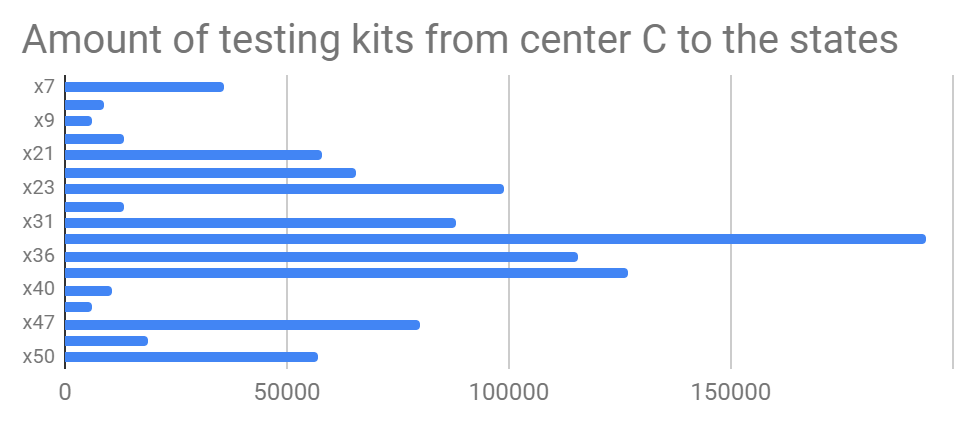 Amount of testing kits from center C to the states
x7
x9
x21
x23
x31
x36
x40
x47
x50
0 50000 100000 150000